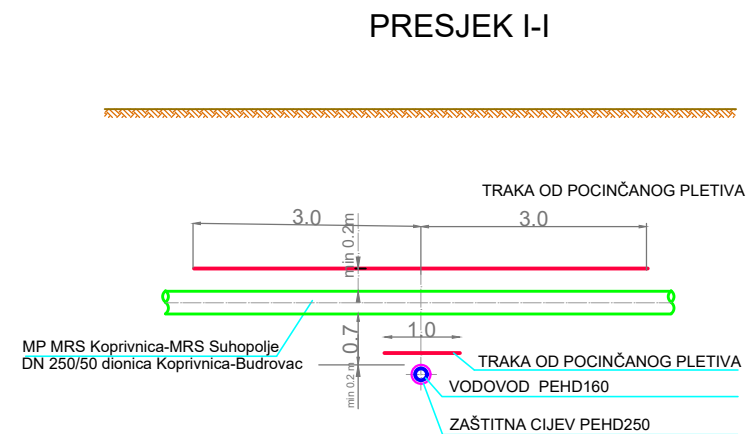 PRESJEK I-I
TRAKA OD POCINČANOG PLETIVA
3.0
3.0
min 0.2m
MP MRS Koprivnica-MRS Suhopolje
DN 250/50 dionica Koprivnica-Budrovac
0.7
1.0
min 0.2 m
TRAKA OD POCINČANOG PLETIVA
VODOVOD PEHD160
ZAŠTITNA CIJEV PEHD250